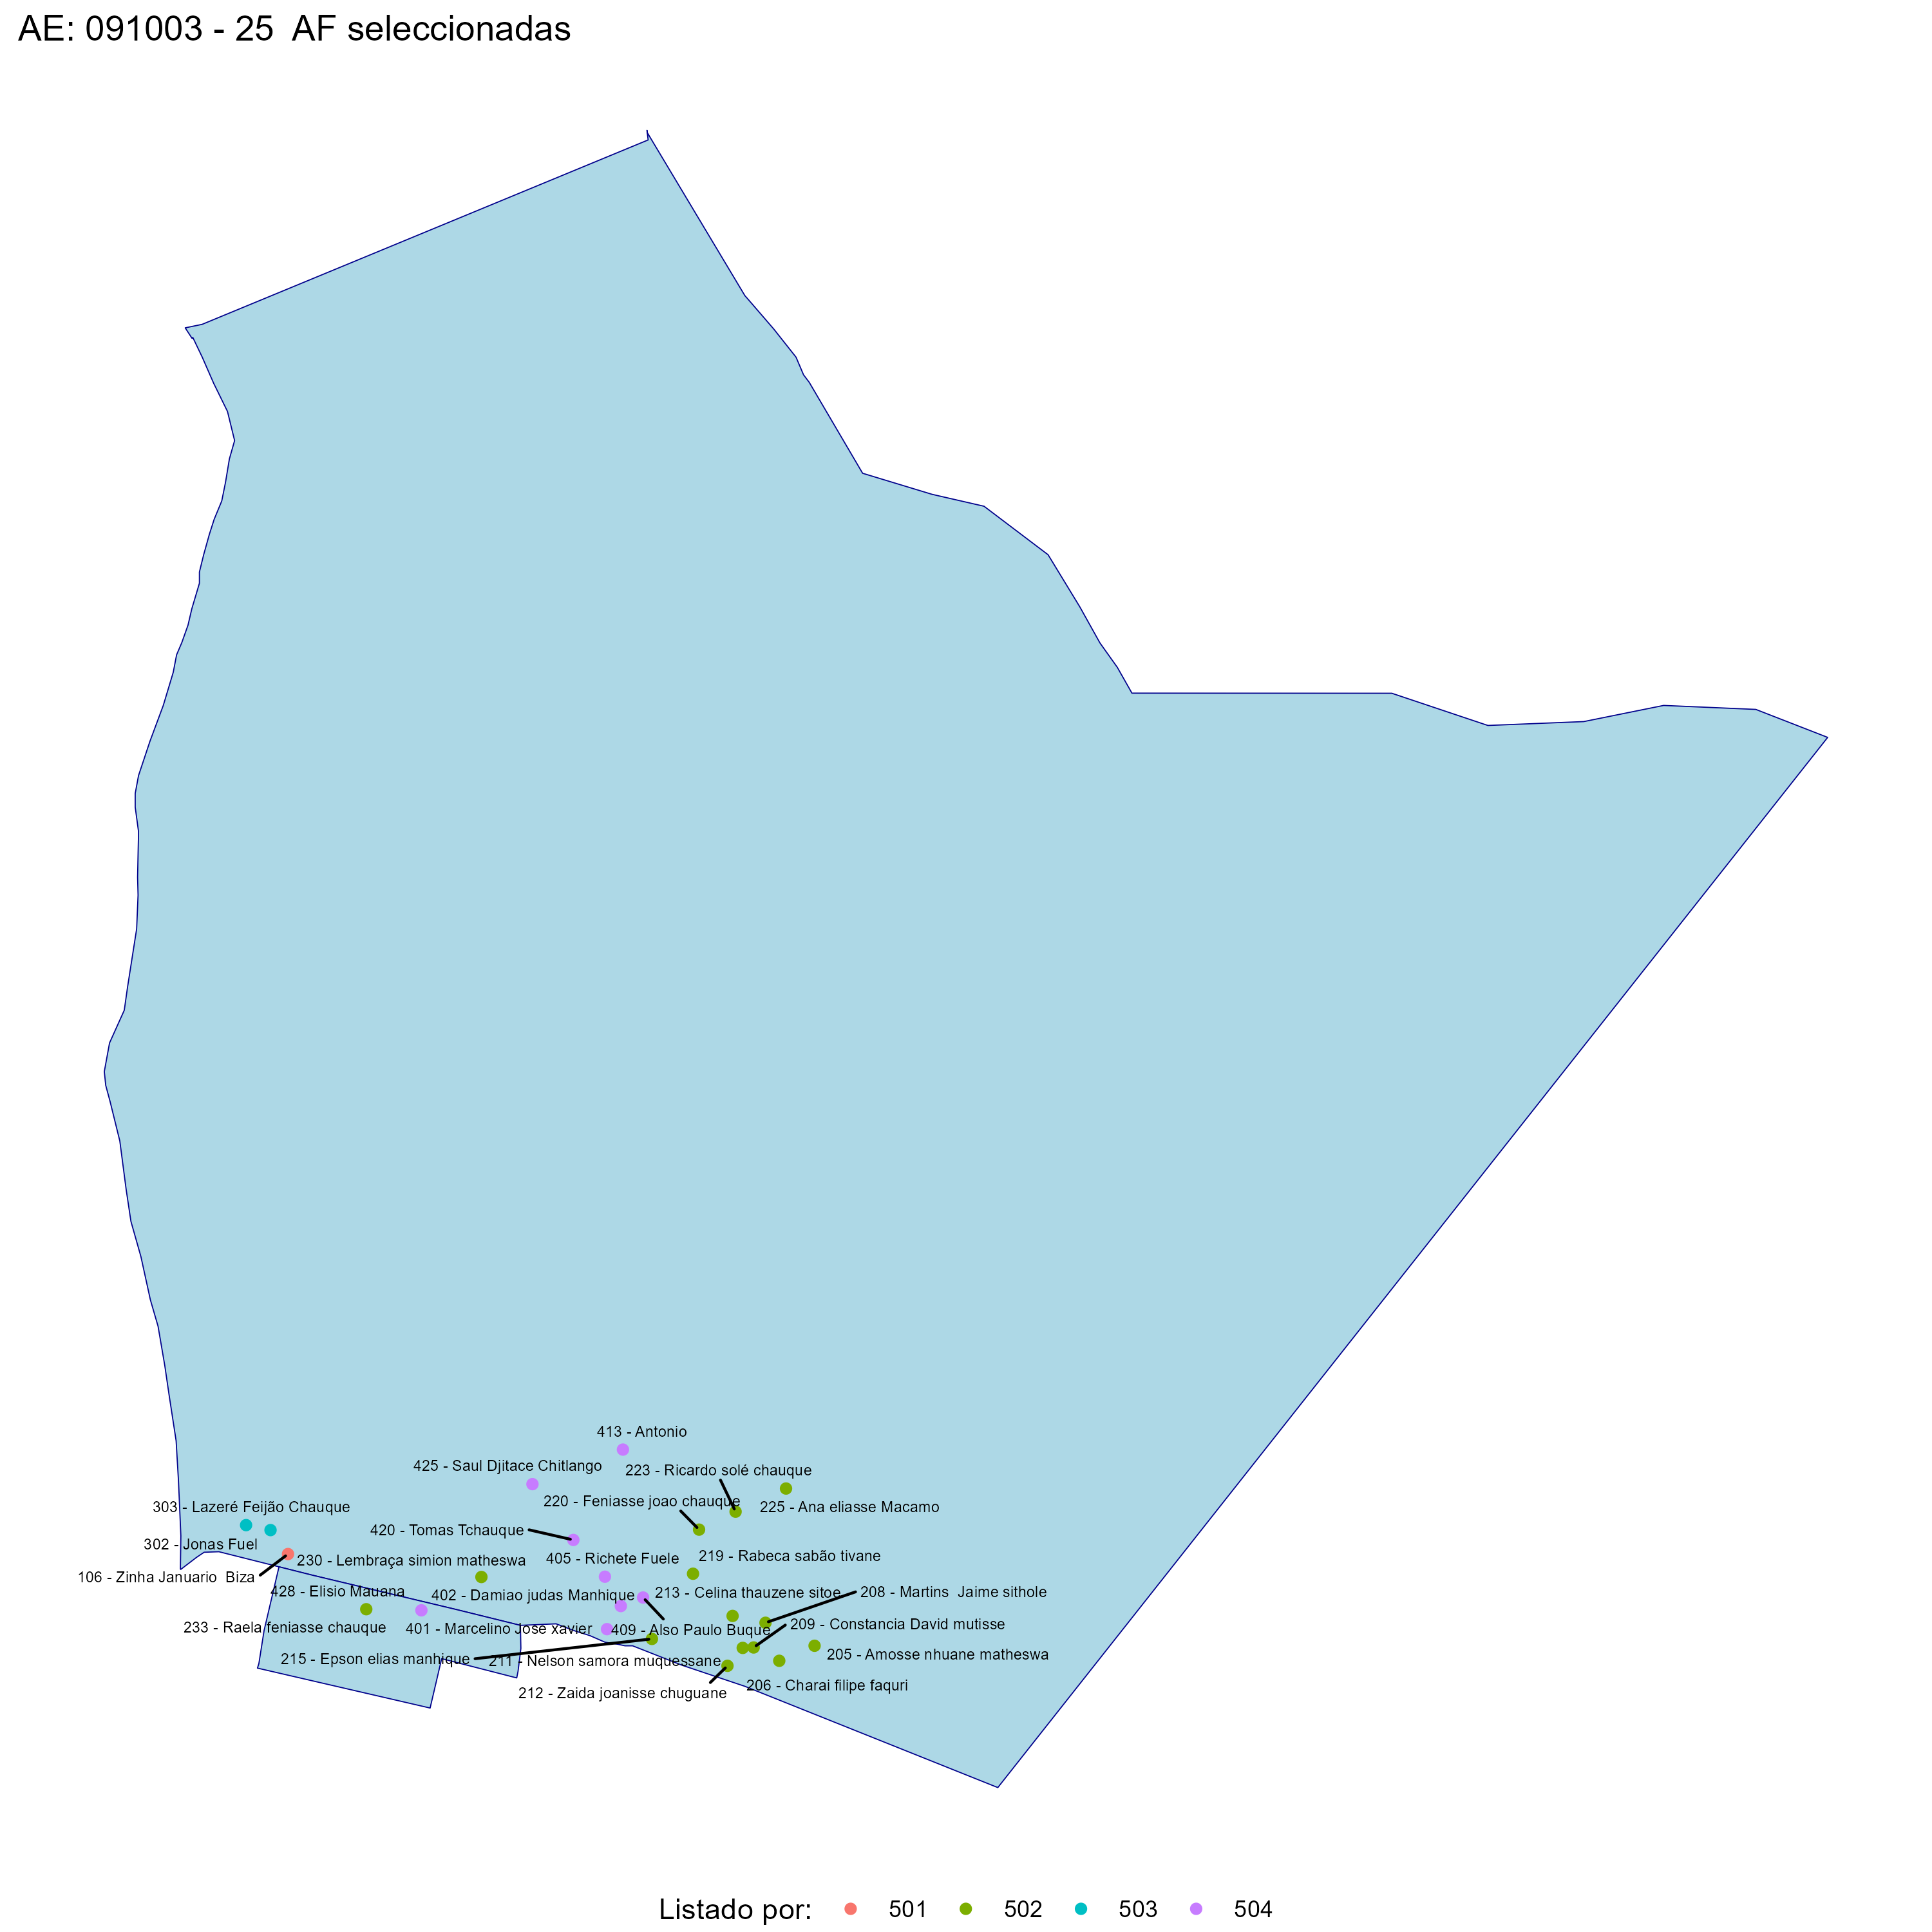 AE: 091003 - 25  AF seleccionadas
413 - Antonio
425 - Saul Djitace Chitlango
223 - Ricardo solé chauque
220 - Feniasse joao chauque
225 - Ana eliasse Macamo
303 - Lazeré Feijão Chauque
420 - Tomas Tchauque
302 - Jonas Fuel
230 - Lembraça simion matheswa
405 - Richete Fuele
219 - Rabeca sabão tivane
106 - Zinha Januario  Biza
428 - Elisio Mauana
402 - Damiao judas Manhique
213 - Celina thauzene sitoe
208 - Martins  Jaime sithole
233 - Raela feniasse chauque
401 - Marcelino José xavier
409 - Also Paulo Buque
209 - Constancia David mutisse
215 - Epson elias manhique
211 - Nelson samora muquessane
205 - Amosse nhuane matheswa
212 - Zaida joanisse chuguane
206 - Charai filipe faquri
Listado por: 501 502 503 504